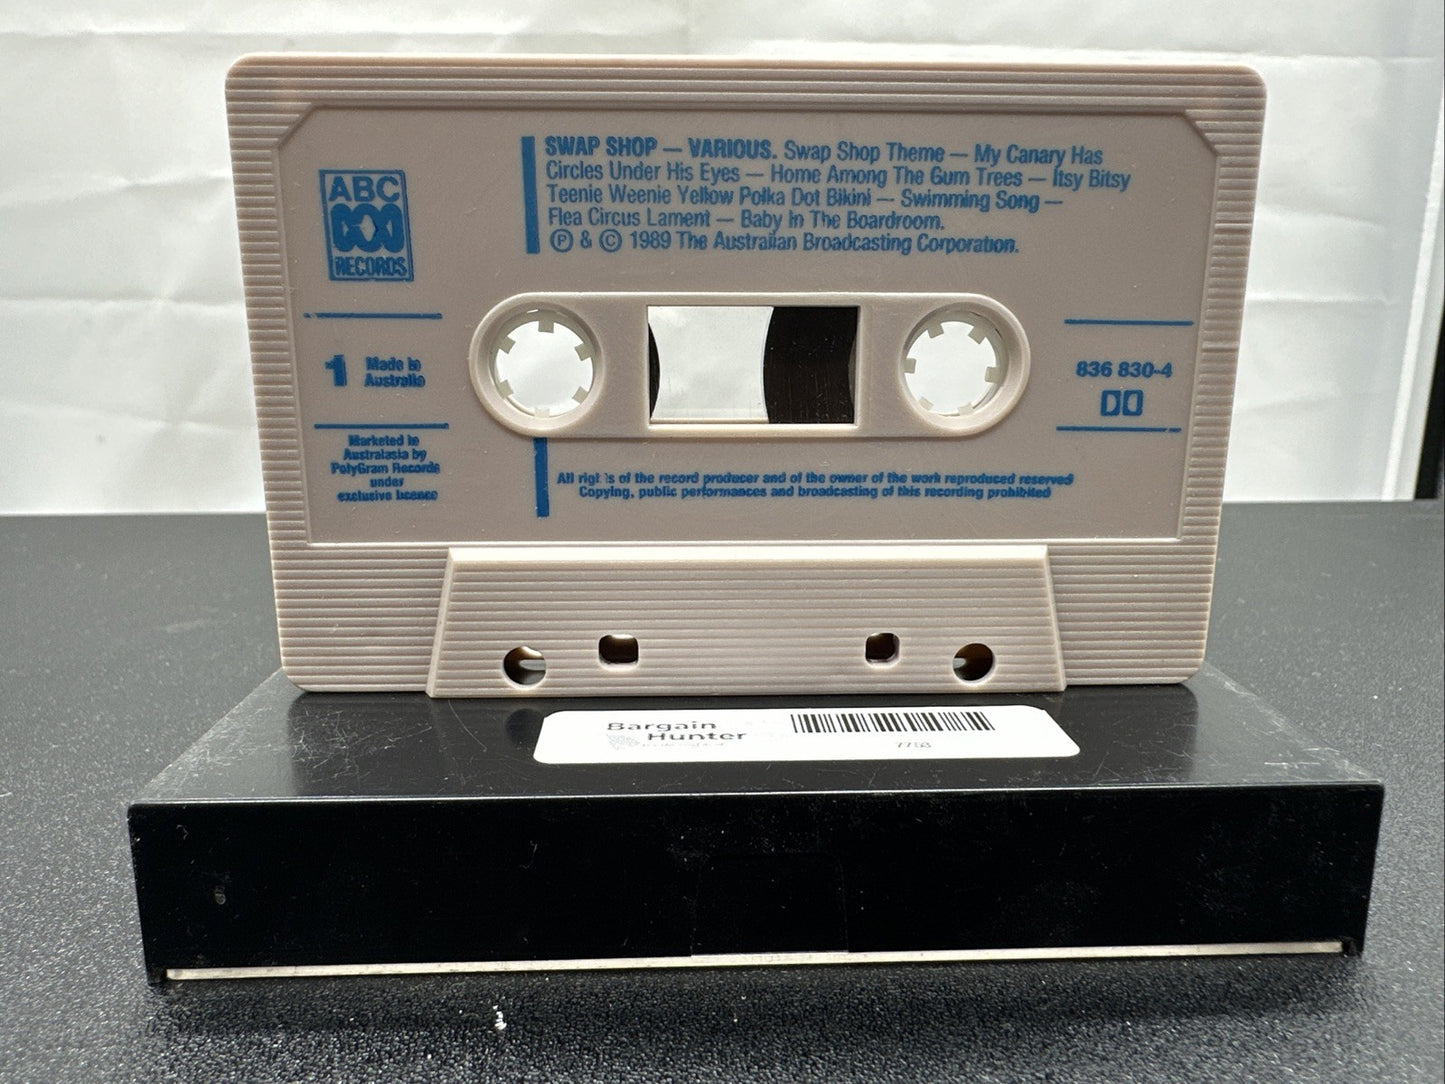 SWAP SHOP — VARIOUS. Swap Shop Theme — My Canary Has
Circles Under His Eyes — Home Among The Gum Trees — Itsy Bitsy
Teenie Weenie Yellow Polka Dot Bikini — Swimming Song —
Flea Circus Lament — Baby In The Boardroom.
Ⓟ & © 1989 The Australian Broadcasting Corporation.
ABC
RECORDS
1
Made in
Australia
836 830-4
Marketed in
Australasia by
PolyGram Records
under
exclusive licence
All rights of the record producer and of the owner of the work reproduced reserved
Copying, public performances and broadcasting of this recording prohibited
Bargain
Hunter